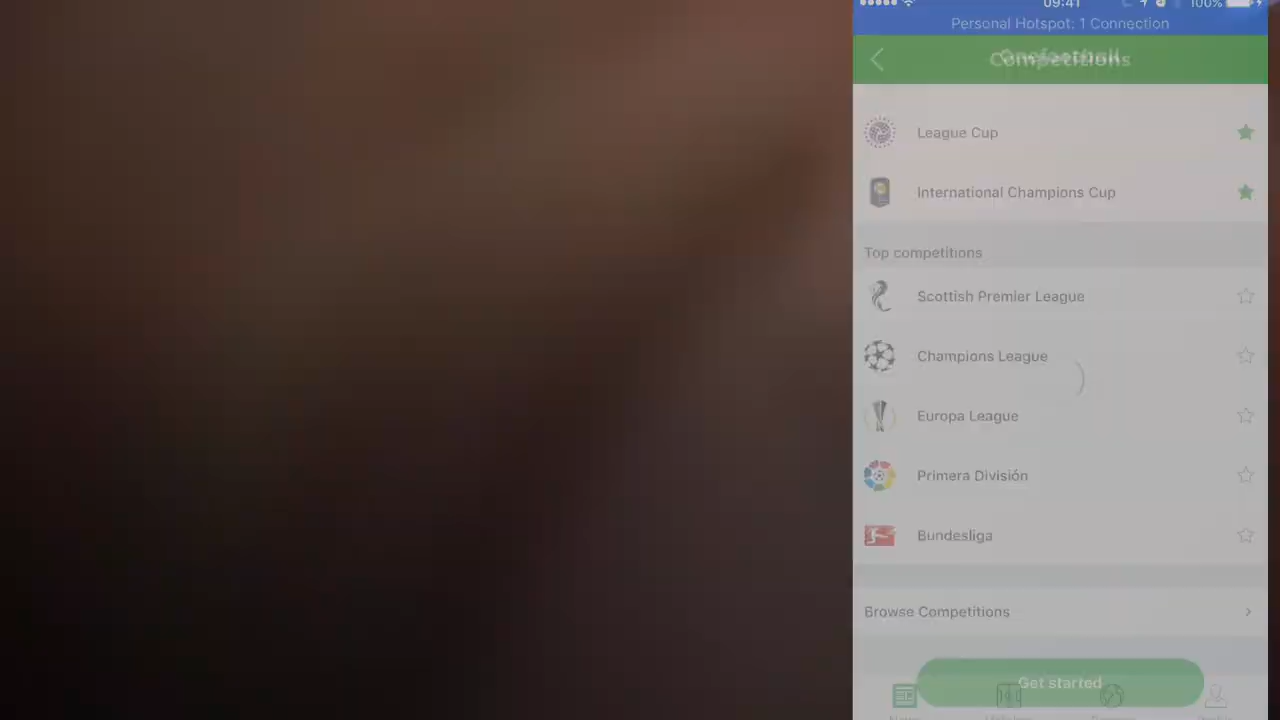 09:41
100%
Personal Hotspot: 1 Connection
Competitions
League Cup
International Champions Cup
Top competitions
Scottish Premier League
Champions League
Europa League
Primera División
Bundesliga
Browse Competitions
Get started